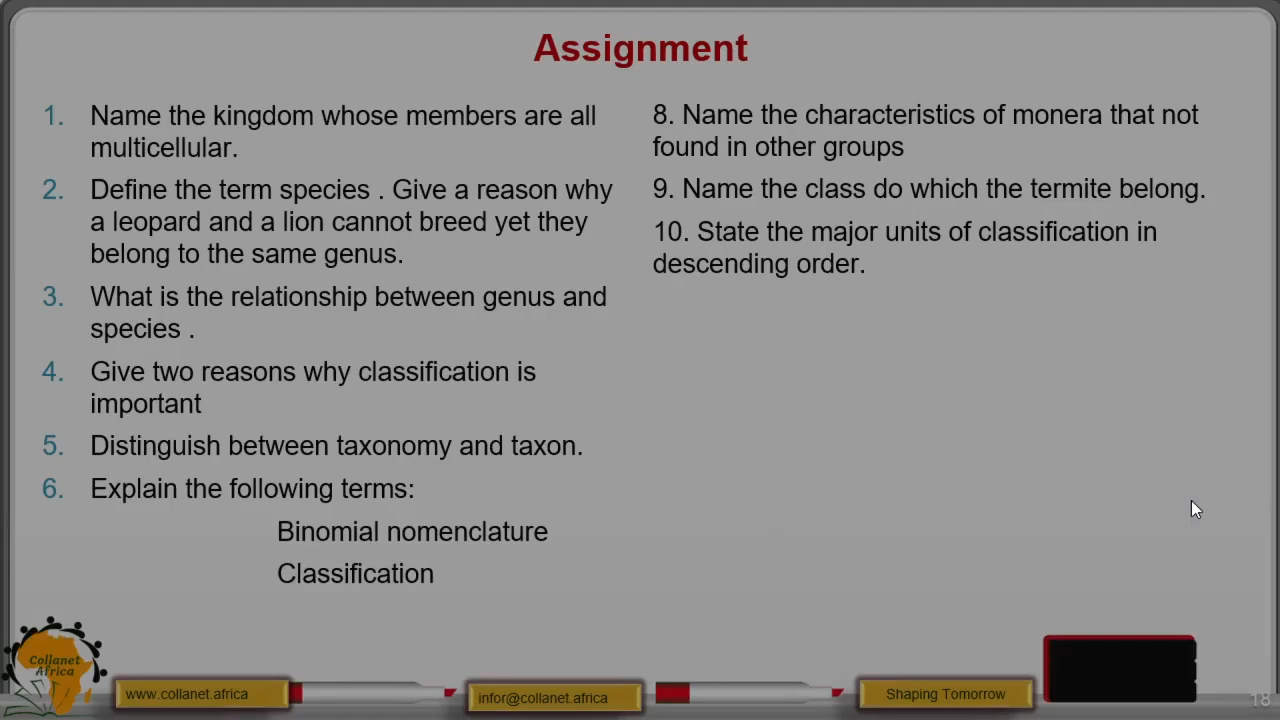 Assignment
1. Name the kingdom whose members are all
multicellular.
2. Define the term species . Give a reason why
a leopard and a lion cannot breed yet they
belong to the same genus.
3. What is the relationship between genus and
species .
4. Give two reasons why classification is
important
5. Distinguish between taxonomy and taxon.
6. Explain the following terms:
Binomial nomenclature
Classification
8. Name the characteristics of monera that not
found in other groups
9. Name the class do which the termite belong.
10. State the major units of classification in
descending order.
Collanet
Africa
www.collanet.africa
infor@collanet.africa
Shaping Tomorrow
18